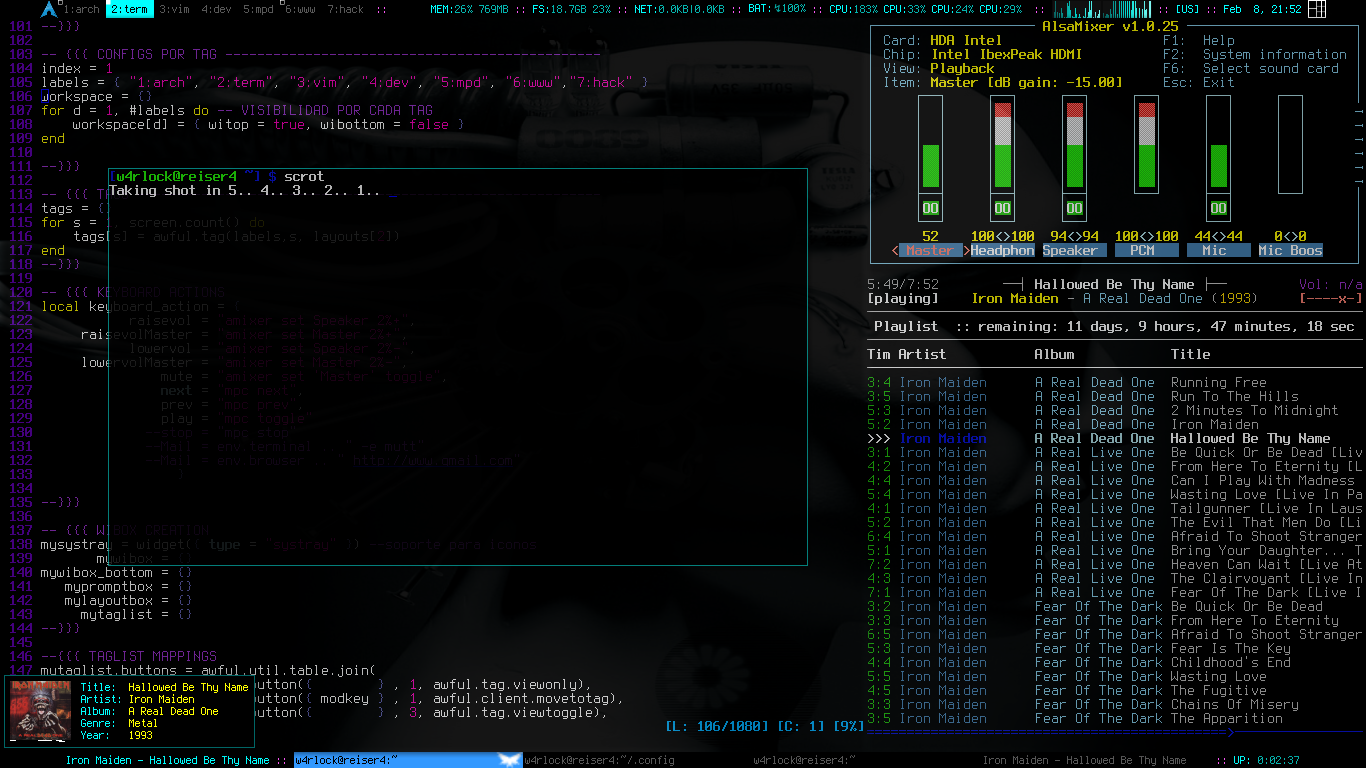 1:arch 2:term 3:vim 4:dev 5:mpd 6:www 7:hack :: MEM:26% 769MB :: FS:18.7GB 23% :: NET:0.0KB|0.0KB :: BAT:↯100% :: CPU:183% CPU:33% CPU:24% CPU:29% :: :: [US] :: Feb 8, 21:52
101 --}}}
102
103 -- {{{ CONFIGS POR TAG
104 index = 1
105 labels = { "1:arch", "2:term", "3:vim", "4:dev", "5:mpd", "6:www", "7:hack" }
106 workspace = {}
107 for d = 1, #labels do -- VISIBILIDAD POR CADA TAG
108 workspace[d] = { witop = true, wibottom = false }
109 end
110
111 --}}}
112
113 -- {{{ T
114 tags = {
115 for s = 1, screen.count() do
116 tags[s] = awful.tag(labels,s, layouts[2])
117 end
118 --}}}
119
120 -- {{{ KEYBOARD ACTIONS
121 local keyboard_action = {
122 raisevol = "amixer set Speaker 2%+",
123 raisevolMaster = "amixer set Master 2%+",
124 lowervol = "amixer set Speaker 2%-",
125 lowervolMaster = "amixer set Master 2%-",
126 mute = "amixer set 'Master' toggle",
127 next = "mpc next",
128 prev = "mpc prev",
129 play = "mpc toggle"
130 --stop = "mpc stop"
131 --Mail = env.terminal .. " -e mutt"
132 --Mail = env.browser .. " http://www.gmail.com"
133
134
135 --}}}
136
137 -- {{{ WIBOX CREATION
138 mysystray = widget({ type = "systray" }) --soporte para iconos
139 mywibox =
140 mywibox_bottom = {}
141 mypromptbox = {}
142 mylayoutbox = {}
143 mytaglist = {}
144 --}}}
145
146 --{{{ TAGLIST MAPPINGS
147 mytaglist.buttons = awful.util.table.join(
button({ } , 1, awful.tag.viewonly),
button({ modkey } , 1, awful.client.movetotag),
button({ } , 3, awful.tag.viewtoggle),
[L: 106/1080] [C: 1] [9%]
[w4rlock@reiser4 ~] $ scrot
Taking shot in 5.. 4.. 3.. 2.. 1..
AlsaMixer v1.0.25
Card: HDA Intel F1: Help
Chip: Intel IbexPeak HDMI F2: System information
View: Playback F6: Select sound card
Item: Master [dB gain: -15.00] Esc: Exit
OO OO OO OO
52 100<>100 94<>94 100<>100 44<>44 0<>0
< Master >Headphon Speaker PCM Mic Mic Boos
5:49/7:52 ─┤ Hallowed Be Thy Name ├─ Vol: n/a
[playing] Iron Maiden - A Real Dead One (1993) [----x-]
Playlist :: remaining: 11 days, 9 hours, 47 minutes, 18 sec
Tim Artist Album Title
3:4 Iron Maiden A Real Dead One Running Free
3:5 Iron Maiden A Real Dead One Run To The Hills
5:3 Iron Maiden A Real Dead One 2 Minutes To Midnight
5:2 Iron Maiden A Real Dead One Iron Maiden
>>> Iron Maiden A Real Dead One Hallowed Be Thy Name
3:1 Iron Maiden A Real Live One Be Quick Or Be Dead [Liv
4:2 Iron Maiden A Real Live One From Here To Eternity [L
4:4 Iron Maiden A Real Live One Can I Play With Madness
5:4 Iron Maiden A Real Live One Wasting Love [Live In Pa
4:1 Iron Maiden A Real Live One Tailgunner [Live In Laus
5:2 Iron Maiden A Real Live One The Evil That Men Do [Li
6:4 Iron Maiden A Real Live One Afraid To Shoot Stranger
5:1 Iron Maiden A Real Live One Bring Your Daughter... T
7:2 Iron Maiden A Real Live One Heaven Can Wait [Live At
4:3 Iron Maiden A Real Live One The Clairvoyant [Live In
7:1 Iron Maiden A Real Live One Fear Of The Dark [Live I
3:2 Iron Maiden Fear Of The Dark Be Quick Or Be Dead
3:3 Iron Maiden Fear Of The Dark From Here To Eternity
6:5 Iron Maiden Fear Of The Dark Afraid To Shoot Stranger
5:3 Iron Maiden Fear Of The Dark Fear Is The Key
4:4 Iron Maiden Fear Of The Dark Childhood's End
5:5 Iron Maiden Fear Of The Dark Wasting Love
4:5 Iron Maiden Fear Of The Dark The Fugitive
3:3 Iron Maiden Fear Of The Dark Chains Of Misery
3:5 Iron Maiden Fear Of The Dark The Apparition
Title: Hallowed Be Thy Name
Artist: Iron Maiden
Album: A Real Dead One
Genre: Metal
Year: 1993
Iron Maiden - Hallowed Be Thy Name :: w4rlock@reiser4:~ w4rlock@reiser4:~/.config w4rlock@reiser4:~ Iron Maiden - Hallowed Be Thy Name :: UP: 0:02:37